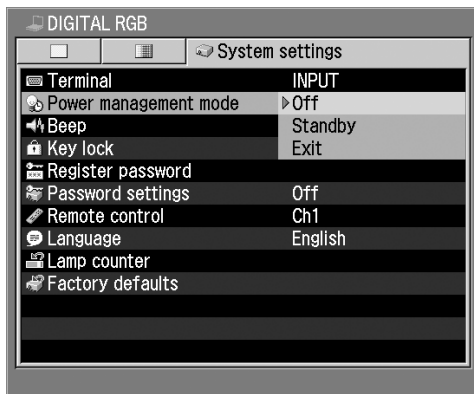 DIGITAL RGB
System settings
Terminal INPUT
Power management mode Off
Beep Standby
Key lock Exit
Register password
Password settings Off
Remote control Ch1
Language English
Lamp counter
Factory defaults